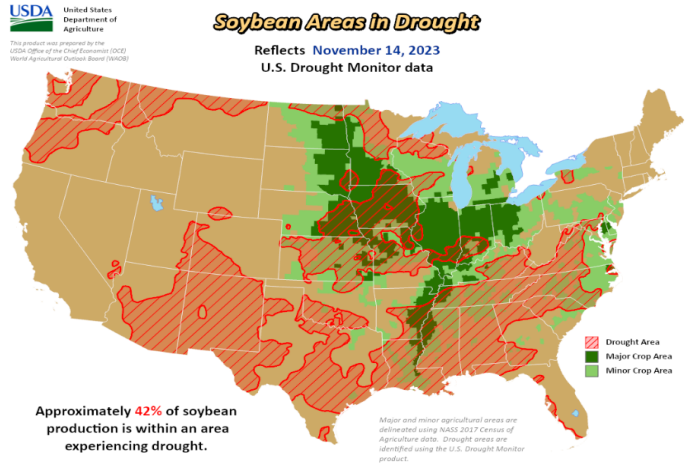 USDA
United States
Department of
Agriculture
This product was prepared by the
USDA Office of the Chief Economist (OCE)
World Agricultural Outlook Board (WAOB)
Soybean Areas in Drought
Reflects November 14, 2023
U.S. Drought Monitor data
Drought Area
Major Crop Area
Minor Crop Area
Approximately 42% of soybean
production is within an area
experiencing drought.
Major and minor agricultural areas are
delineated using NASS 2017 Census of
Agriculture data. Drought areas are
identified using the U.S. Drought Monitor
product.